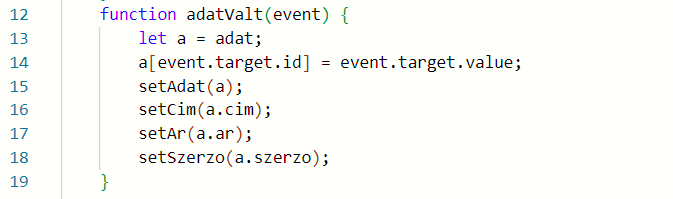 12 function adatValt(event) {
13 let a = adat;
14 a[event.target.id] = event.target.value;
15 setAdat(a);
16 setCim(a.cim);
17 setAr(a.ar);
18 setSzerzo(a.szerzo);
19 }